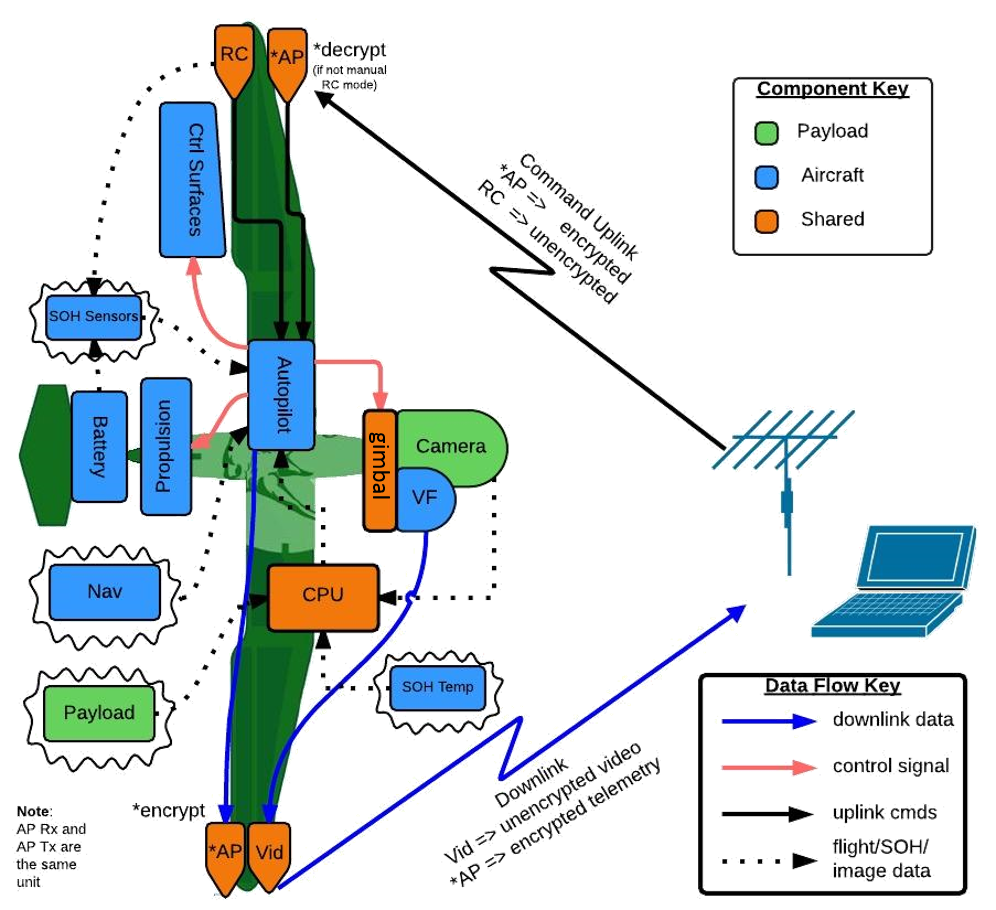 RC
*AP
*decrypt
(if not manual
RC mode)
Ctrl Surfaces
SOH Sensors
Autopilot
Battery
Propulsion
gimbal
Camera
VF
Nav
CPU
Payload
SOH Temp
*encrypt
*AP
Vid
Note:
AP Rx and
AP Tx are
the same
unit
Command Uplink
*AP => encrypted
RC => unencrypted
Downlink
Vid => unencrypted video
*AP => encrypted telemetry
Component Key
Payload
Aircraft
Shared
Data Flow Key
downlink data
control signal
uplink cmds
flight/SOH/
image data